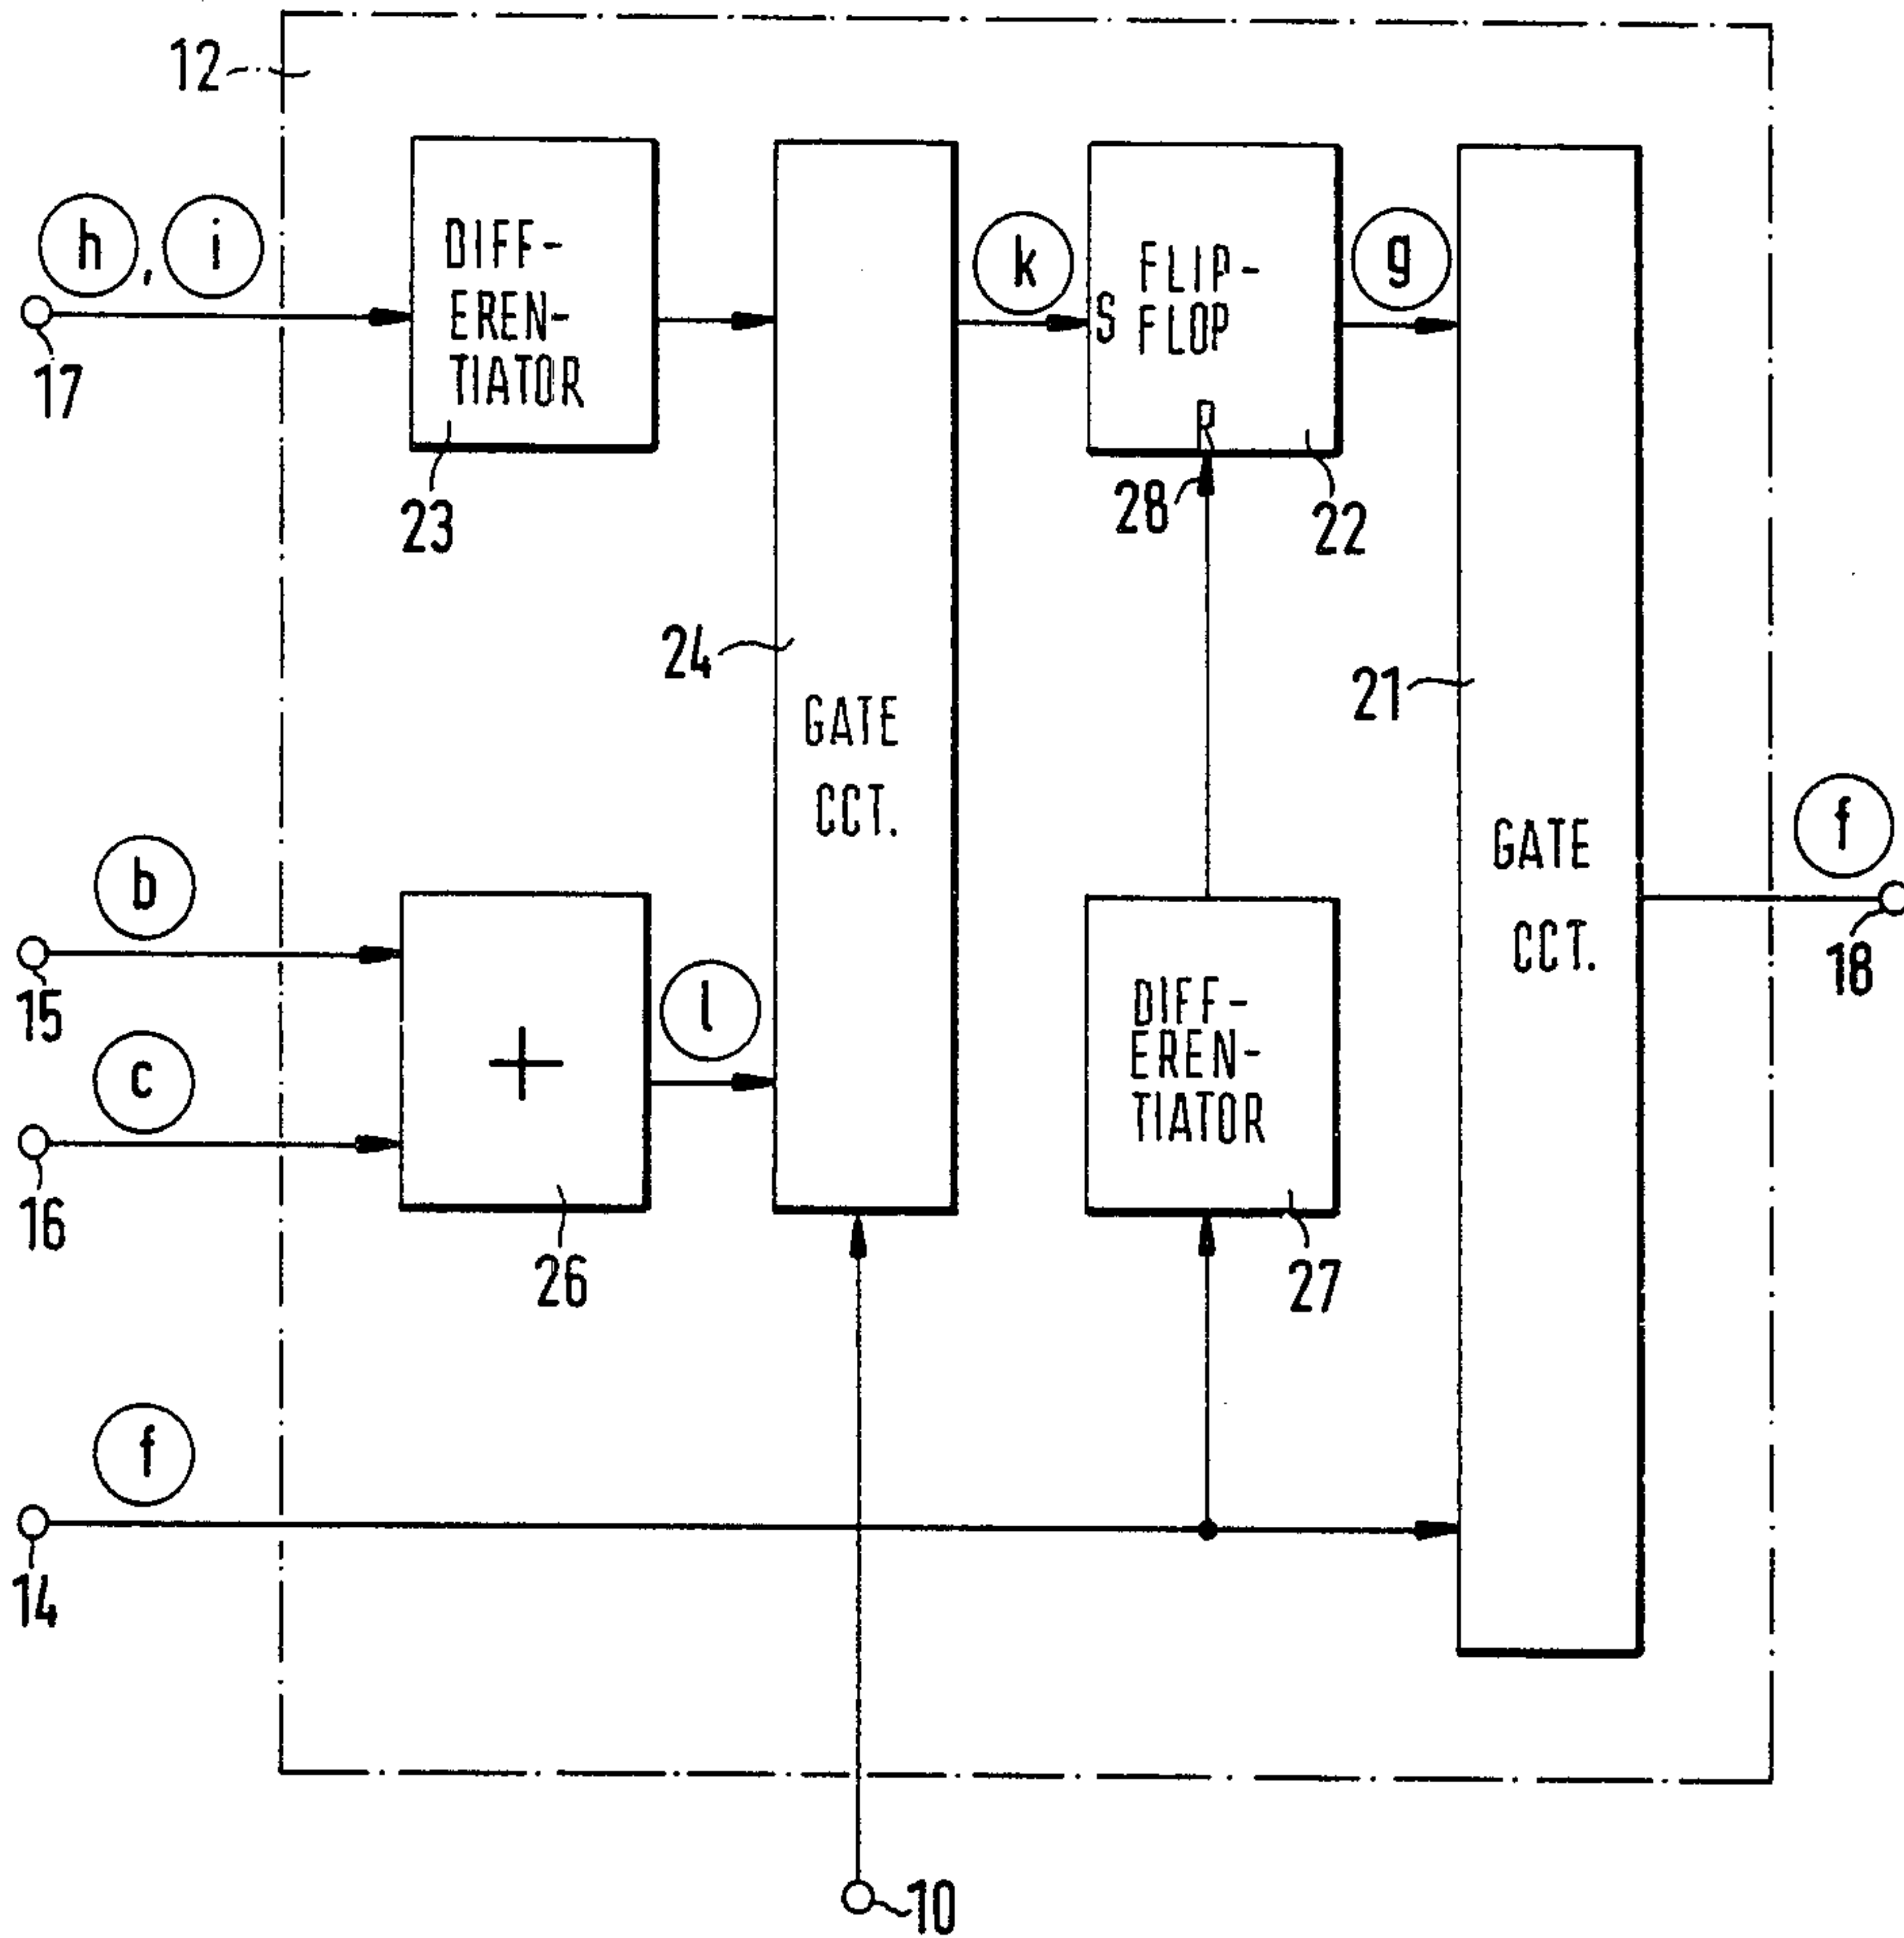 12
h, i
17
DIFF-
EREN-
TIATOR
23
24
GATE
CCT.
k
S
FLIP-
FLOP
R
28
22
g
21
GATE
CCT.
f
18
b
15
c
16
+
26
l
DIFF-
EREN-
TIATOR
27
f
14
10